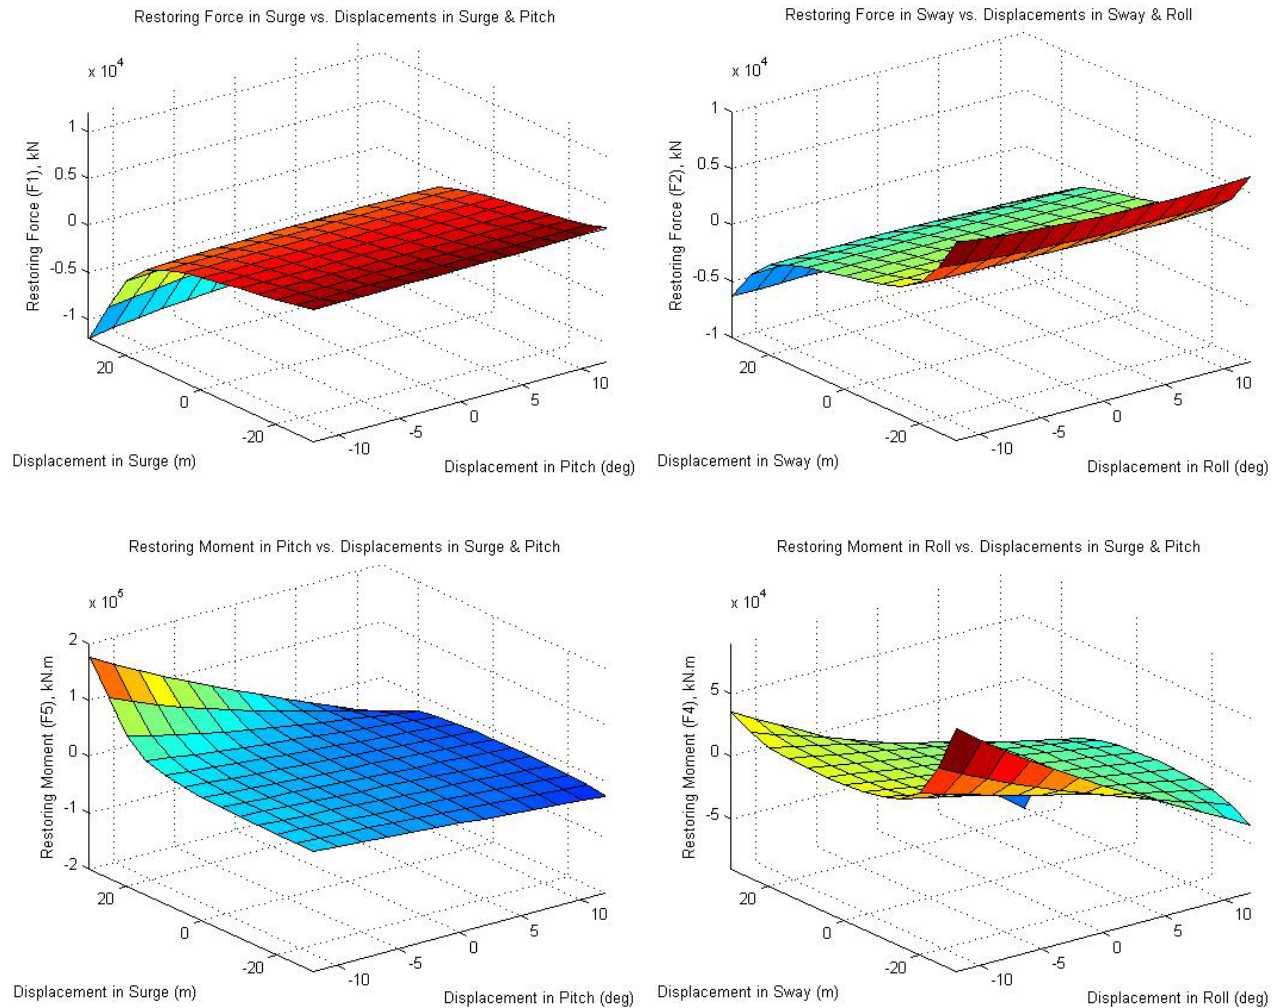 Restoring Force in Surge vs. Displacements in Surge & Pitch
x 10^4
1
0.5
0
-0.5
-1
Restoring Force (F1), kN
20
0
-20
Displacement in Surge (m)
-10
-5
0
5
10
Displacement in Pitch (deg)
Restoring Force in Sway vs. Displacements in Sway & Roll
x 10^4
1
0.5
0
-0.5
-1
Restoring Force (F2), kN
20
0
-20
Displacement in Sway (m)
-10
-5
0
5
10
Displacement in Roll (deg)
Restoring Moment in Pitch vs. Displacements in Surge & Pitch
x 10^5
2
1
0
-1
-2
Restoring Moment (F5), kN.m
20
0
-20
Displacement in Surge (m)
-10
-5
0
5
10
Displacement in Pitch (deg)
Restoring Moment in Roll vs. Displacements in Surge & Pitch
x 10^4
5
0
-5
Restoring Moment (F4), kN.m
20
0
-20
Displacement in Sway (m)
-10
-5
0
5
10
Displacement in Roll (deg)